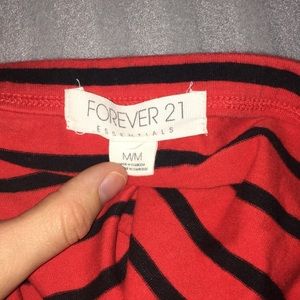 FOREVER 21
ESSENTIALS
M/M